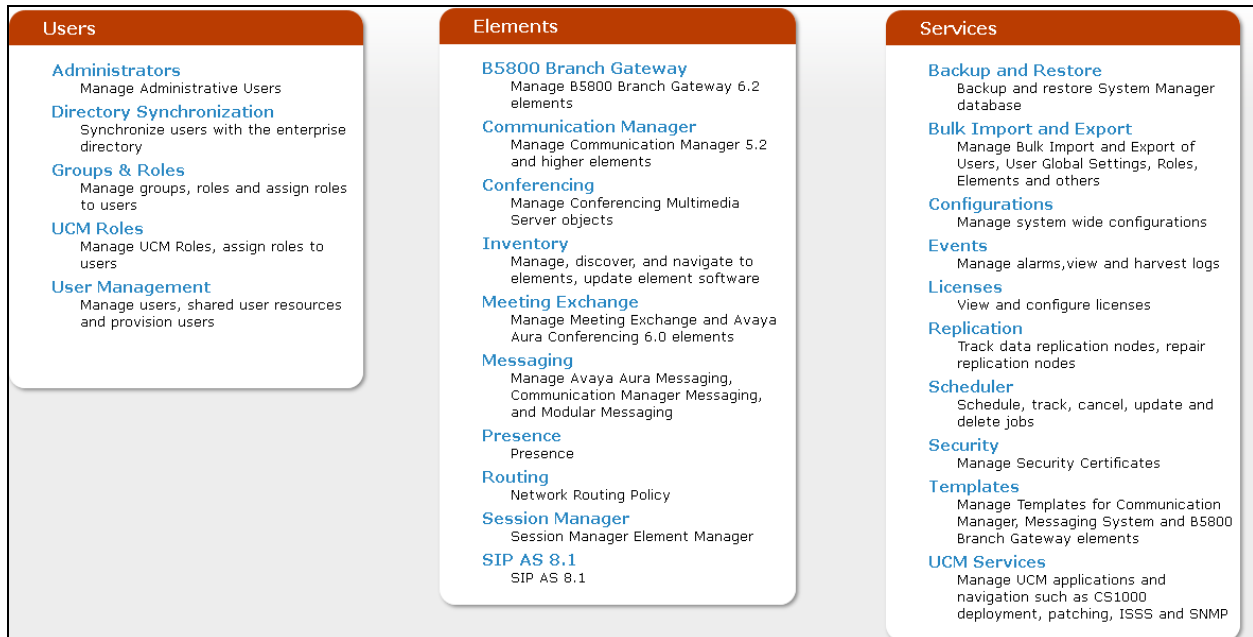 Users
Administrators
Manage Administrative Users
Directory Synchronization
Synchronize users with the enterprise
directory
Groups & Roles
Manage groups, roles and assign roles
to users
UCM Roles
Manage UCM Roles, assign roles to
users
User Management
Manage users, shared user resources
and provision users
Elements
B5800 Branch Gateway
Manage B5800 Branch Gateway 6.2
elements
Communication Manager
Manage Communication Manager 5.2
and higher elements
Conferencing
Manage Conferencing Multimedia
Server objects
Inventory
Manage, discover, and navigate to
elements, update element software
Meeting Exchange
Manage Meeting Exchange and Avaya
Aura Conferencing 6.0 elements
Messaging
Manage Avaya Aura Messaging,
Communication Manager Messaging,
and Modular Messaging
Presence
Presence
Routing
Network Routing Policy
Session Manager
Session Manager Element Manager
SIP AS 8.1
SIP AS 8.1
Services
Backup and Restore
Backup and restore System Manager
database
Bulk Import and Export
Manage Bulk Import and Export of
Users, User Global Settings, Roles,
Elements and others
Configurations
Manage system wide configurations
Events
Manage alarms,view and harvest logs
Licenses
View and configure licenses
Replication
Track data replication nodes, repair
replication nodes
Scheduler
Schedule, track, cancel, update and
delete jobs
Security
Manage Security Certificates
Templates
Manage Templates for Communication
Manager, Messaging System and B5800
Branch Gateway elements
UCM Services
Manage UCM applications and
navigation such as CS1000
deployment, patching, ISSS and SNMP